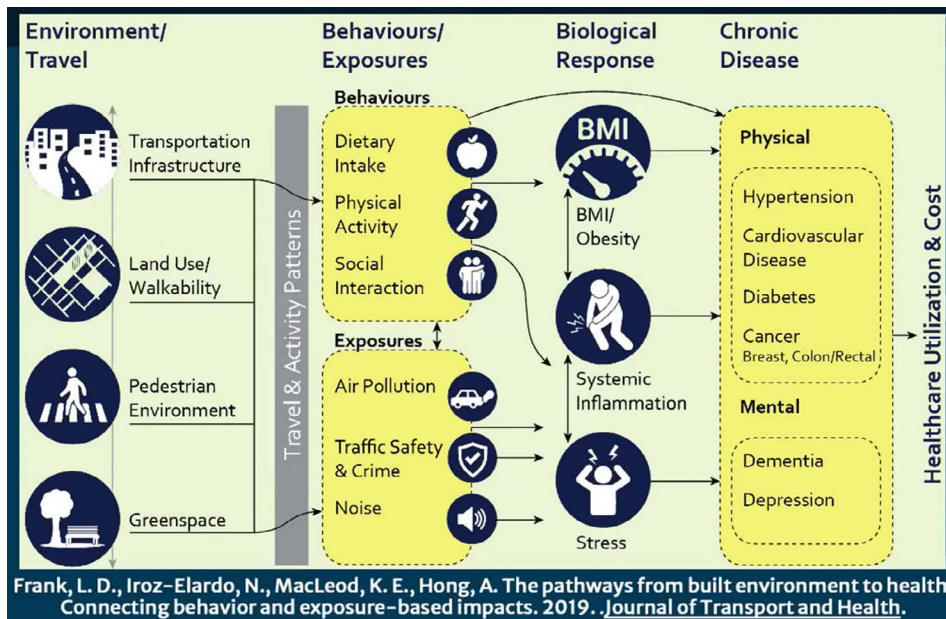 Environment/
Travel
Behaviours/
Exposures
Biological
Response
Chronic
Disease
Transportation
Infrastructure
Land Use/
Walkability
Pedestrian
Environment
Greenspace
Travel & Activity Patterns
Behaviours
Dietary
Intake
Physical
Activity
Social
Interaction
Exposures
Air Pollution
Traffic Safety
& Crime
Noise
BMI
BMI/
Obesity
Systemic
Inflammation
Stress
Physical
Hypertension
Cardiovascular
Disease
Diabetes
Cancer
Breast, Colon/Rectal
Mental
Dementia
Depression
Healthcare Utilization & Cost
Frank, L. D., Iroz-Elardo, N., MacLeod, K. E., Hong, A. The pathways from built environment to health
Connecting behavior and exposure-based impacts. 2019. .Journal of Transport and Health.